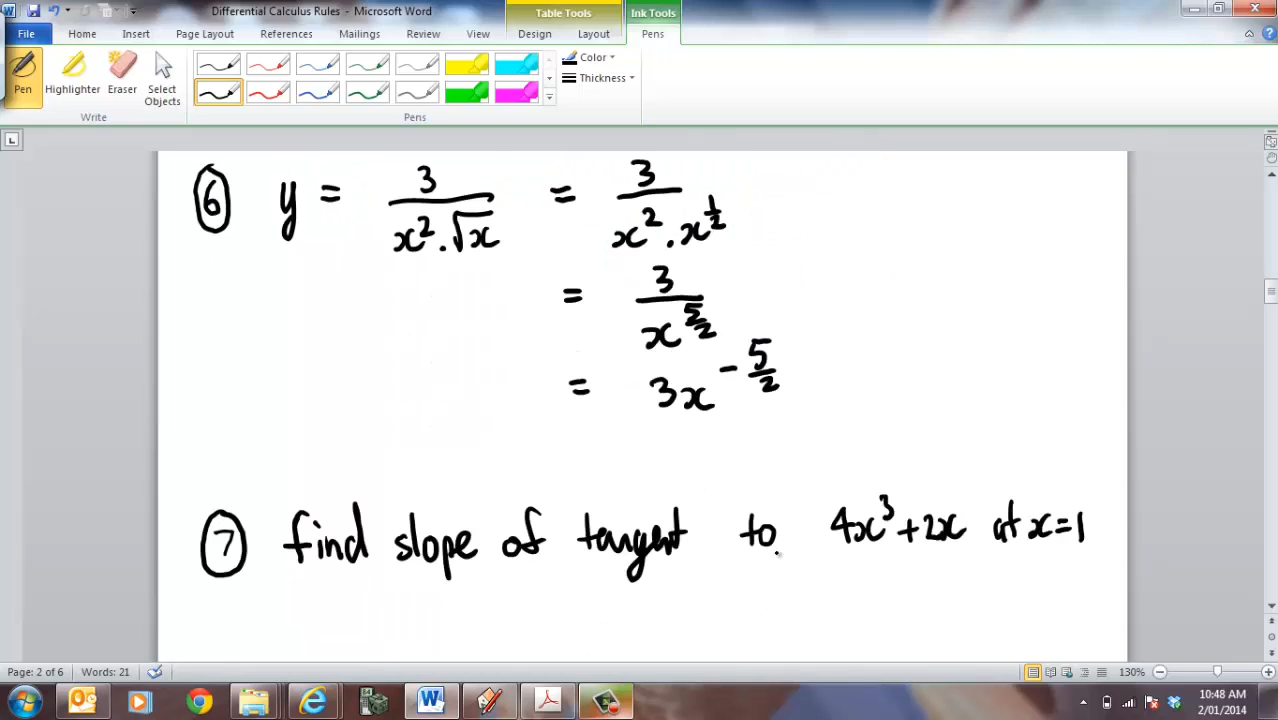 Differential Calculus Rules - Microsoft Word
Table Tools
Ink Tools
File Home Insert Page Layout References Mailings Review View Design Layout Pens
Pen Highlighter Eraser Select Objects
Color
Thickness
Write
Pens
⑥ y = 3/(x².√x) = 3/(x².x^(1/2))
= 3/x^(5/2)
= 3x^(-5/2)
⑦ find slope of tangent to 4x³+2x at x=1
Page: 2 of 6 Words: 21 130%
10:48 AM
2/01/2014